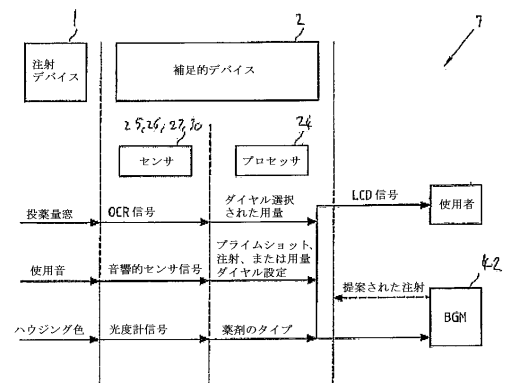 1
2
7
注射
デバイス
補足的デバイス
25,26,27,30
24
センサ
プロセッサ
投薬量窓
OCR信号
ダイヤル選択
された用量
LCD信号
使用者
使用音
音響的センサ信号
プライムショット、
注射、または用量
ダイヤル設定
提案された注射
42
BGM
ハウジング色
光度計信号
薬剤のタイプ